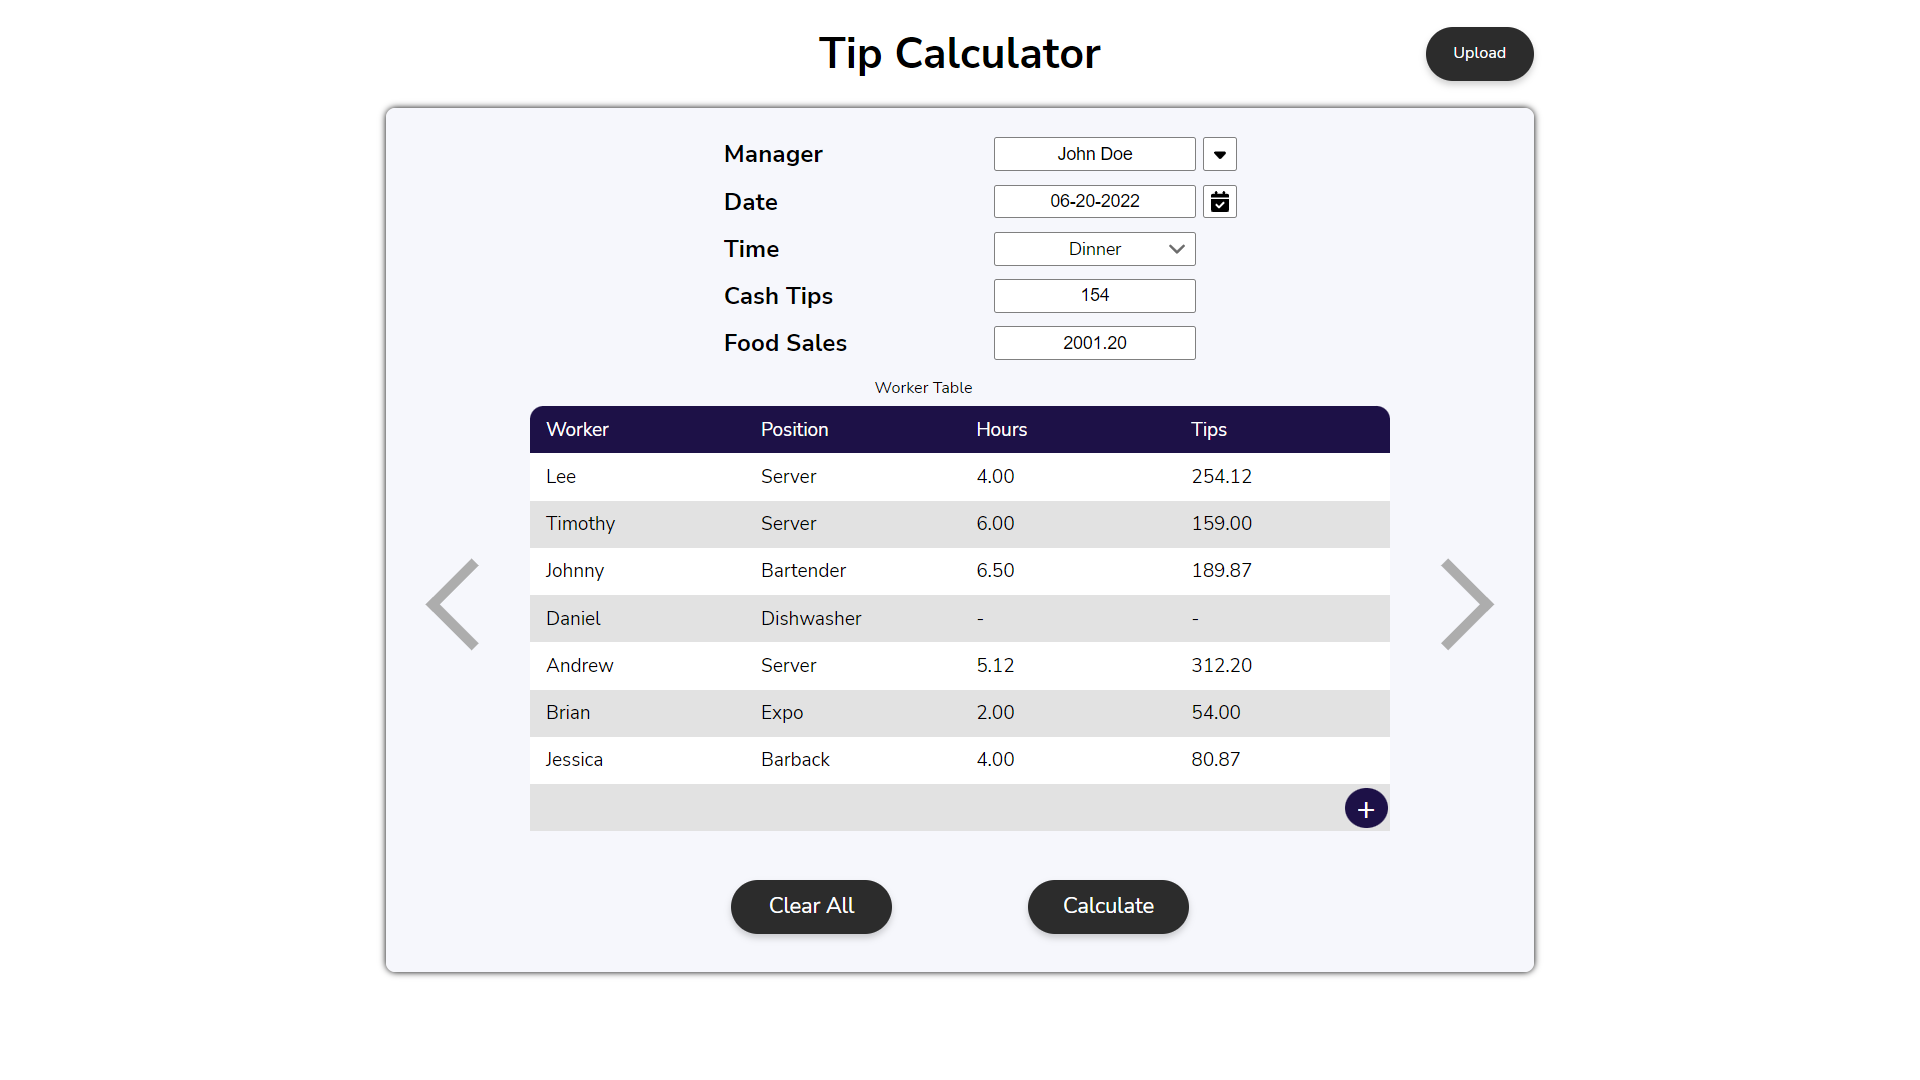 Tip Calculator
Upload
Manager John Doe
Date 06-20-2022
Time Dinner
Cash Tips 154
Food Sales 2001.20
Worker Table
Worker Position Hours Tips
Lee Server 4.00 254.12
Timothy Server 6.00 159.00
Johnny Bartender 6.50 189.87
Daniel Dishwasher - -
Andrew Server 5.12 312.20
Brian Expo 2.00 54.00
Jessica Barback 4.00 80.87
+
Clear All Calculate